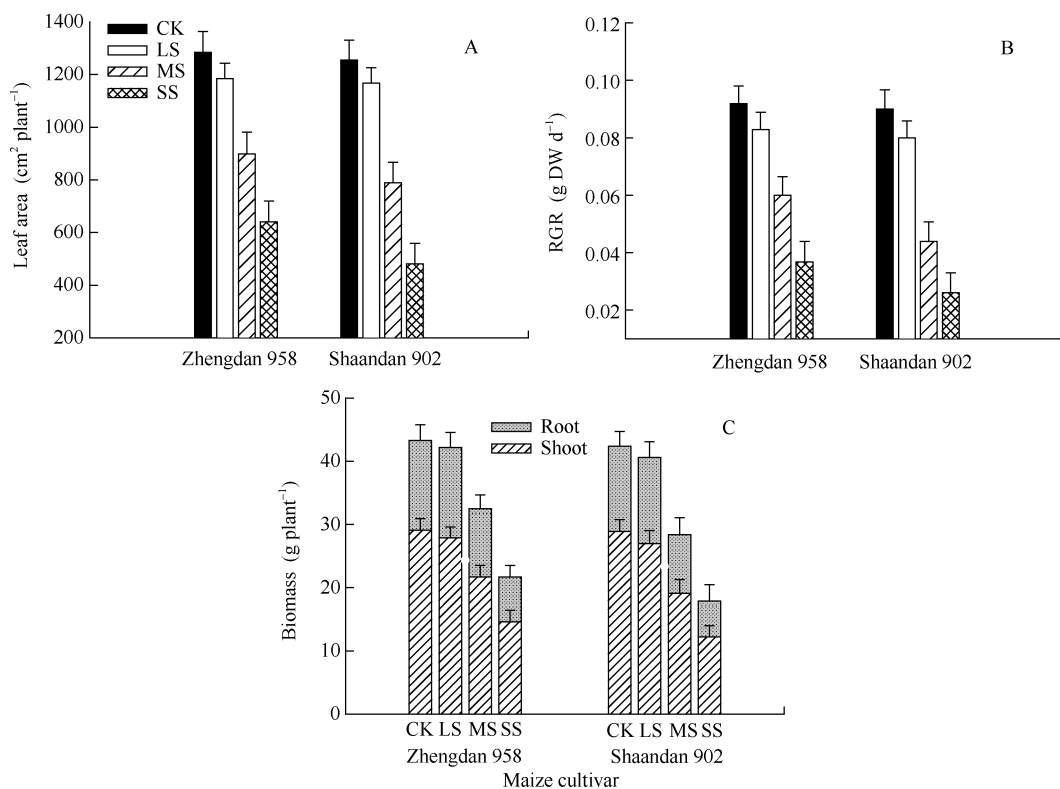 1400
1200
1000
800
600
400
200
Leaf area (cm² plant⁻¹)
CK
LS
MS
SS
A
Zhengdan 958
Shaandan 902
0.12
0.10
0.08
0.06
0.04
0.02
RGR (g DW d⁻¹)
B
Zhengdan 958
Shaandan 902
50
40
30
20
10
0
Biomass (g plant⁻¹)
Root
Shoot
C
CK LS MS SS
CK LS MS SS
Zhengdan 958
Shaandan 902
Maize cultivar